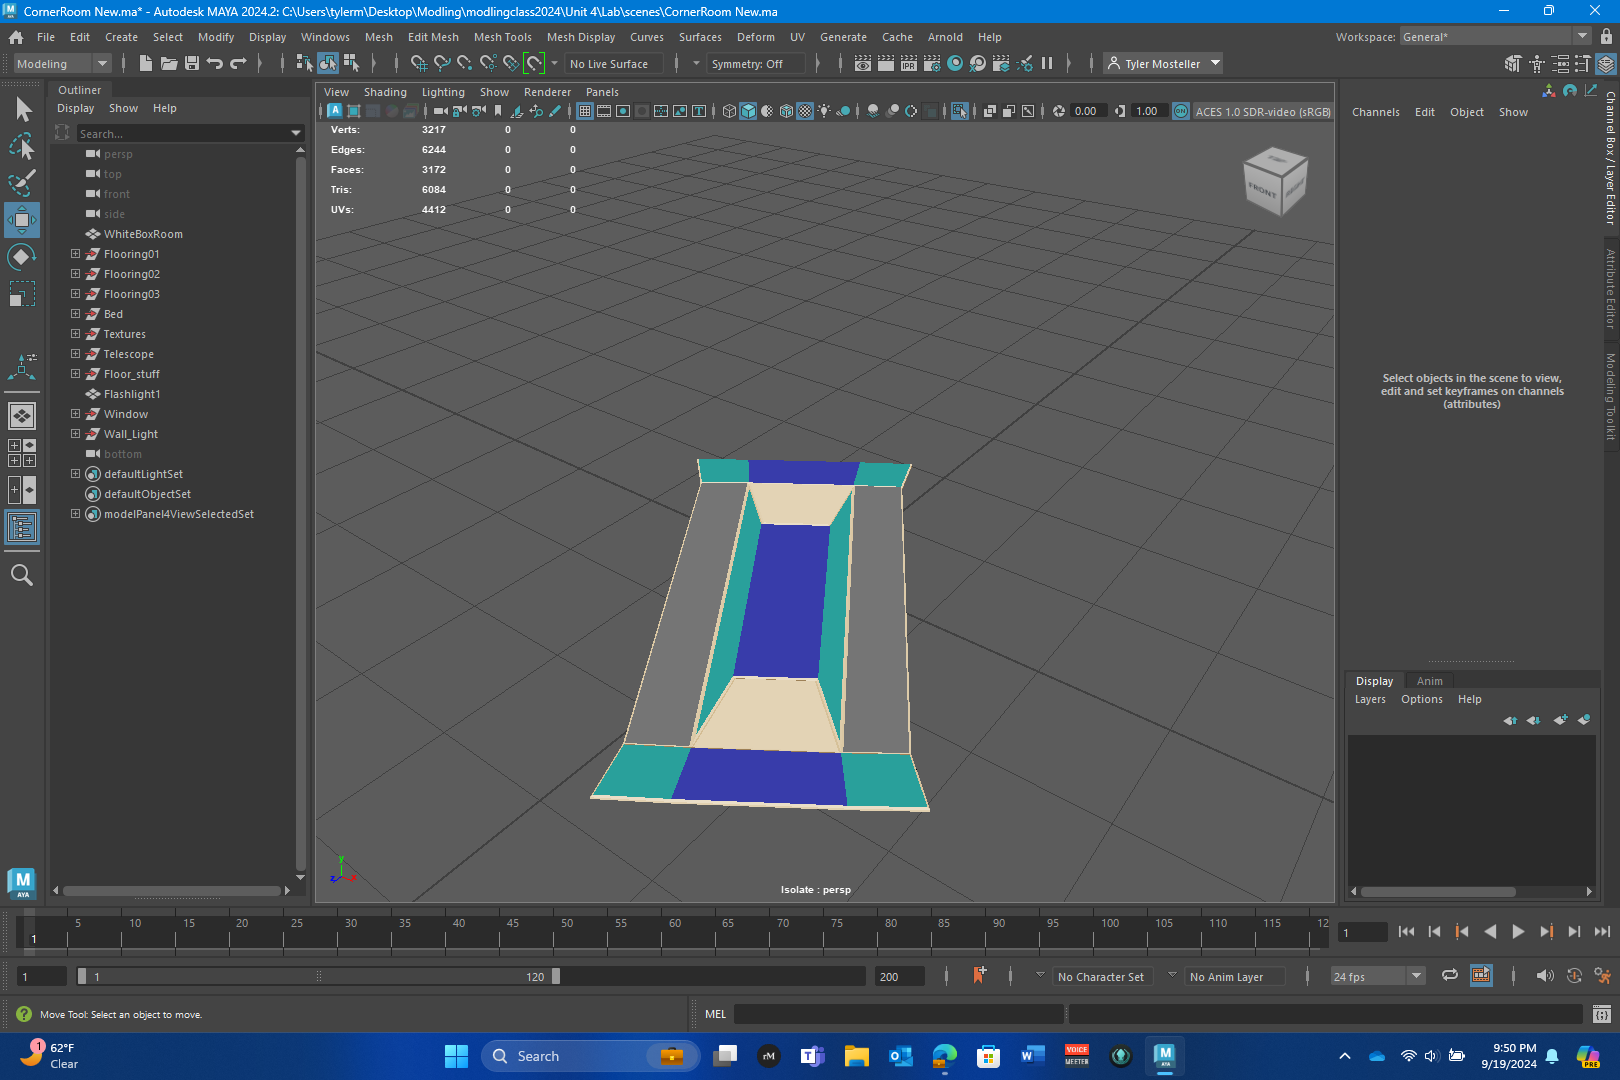 CornerRoom New.ma* - Autodesk MAYA 2024.2: C:\Users\tylerm\Desktop\Modling\modlingclass2024\Unit 4\Lab\scenes\CornerRoom New.ma
File Edit Create Select Modify Display Windows Mesh Edit Mesh Mesh Tools Mesh Display Curves Surfaces Deform UV Generate Cache Arnold Help
Workspace: General*
Modeling
No Live Surface
Symmetry: Off
IPR
Tyler Mosteller
Outliner
Display Show Help
Search...
persp
top
front
side
WhiteBoxRoom
Flooring01
Flooring02
Flooring03
Bed
Textures
Telescope
Floor_stuff
Flashlight1
Window
Wall_Light
bottom
defaultLightSet
defaultObjectSet
modelPanel4ViewSelectedSet
View Shading Lighting Show Renderer Panels
0.00
1.00
ON
ACES 1.0 SDR-video (sRGB)
Verts: 3217 0 0
Edges: 6244 0 0
Faces: 3172 0 0
Tris: 6084 0 0
UVs: 4412 0 0
FRONT
y
z
x
Isolate : persp
Channels Edit Object Show
Select objects in the scene to view,
edit and set keyframes on channels
(attributes)
Channel Box / Layer Editor
Attribute Editor
Modeling Toolkit
Display Anim
Layers Options Help
M
AYA
5 10 15 20 25 30 35 40 45 50 55 60 65 70 75 80 85 90 95 100 105 110 115 12
1
1
1
1
120
200
No Character Set
No Anim Layer
24 fps
Move Tool: Select an object to move.
MEL
1
62°F
Clear
Search
rM
VOICE
MEETER
M
AYA
9:50 PM
9/19/2024
PRE